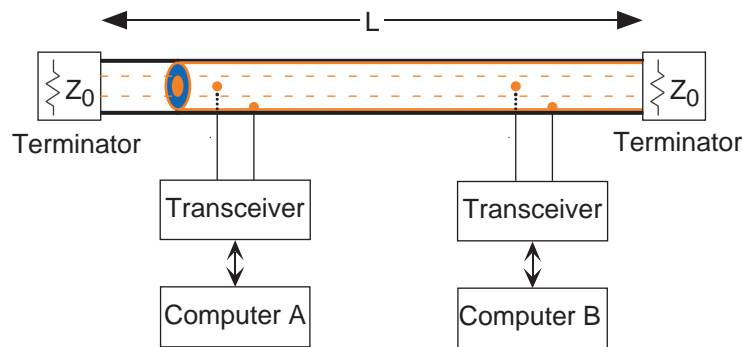 L
Z0
Z0
Terminator
Terminator
Transceiver
Transceiver
Computer A
Computer B